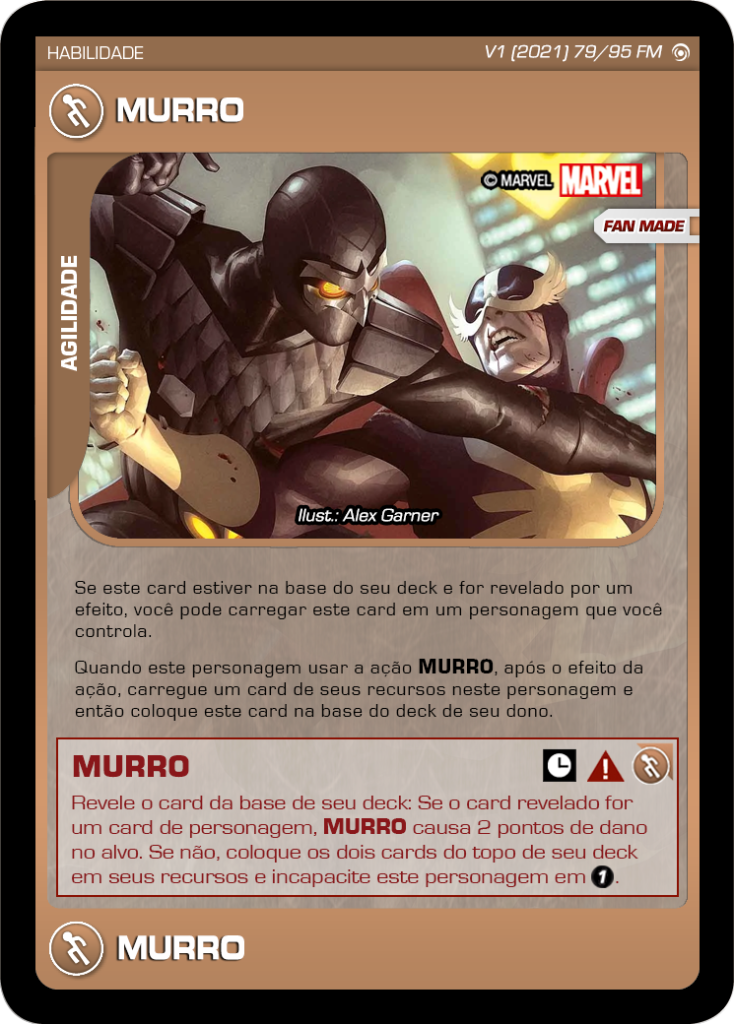 HABILIDADE
V1 (2021) 79/95 FM
MURRO
© MARVEL MARVEL
FAN MADE
AGILIDADE
Ilust.: Alex Garner
Se este card estiver na base do seu deck e for revelado por um
efeito, você pode carregar este card em um personagem que você
controla.
Quando este personagem usar a ação MURRO, após o efeito da
ação, carregue um card de seus recursos neste personagem e
então coloque este card na base do deck de seu dono.
MURRO
Revele o card da base de seu deck: Se o card revelado for
um card de personagem, MURRO causa 2 pontos de dano
no alvo. Se não, coloque os dois cards do topo de seu deck
em seus recursos e incapacite este personagem em 1.
MURRO